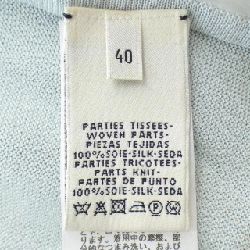 40
PARTIES TISSEES-
WOVEN PARTS-
PIEZAS TEJIDAS
100%SOIE-SILK-SEDA
PARTIES TRICOTEES-
PARTS KNIT-
PARTES DE PUNTO
100%SOIE-SILK-SEDA